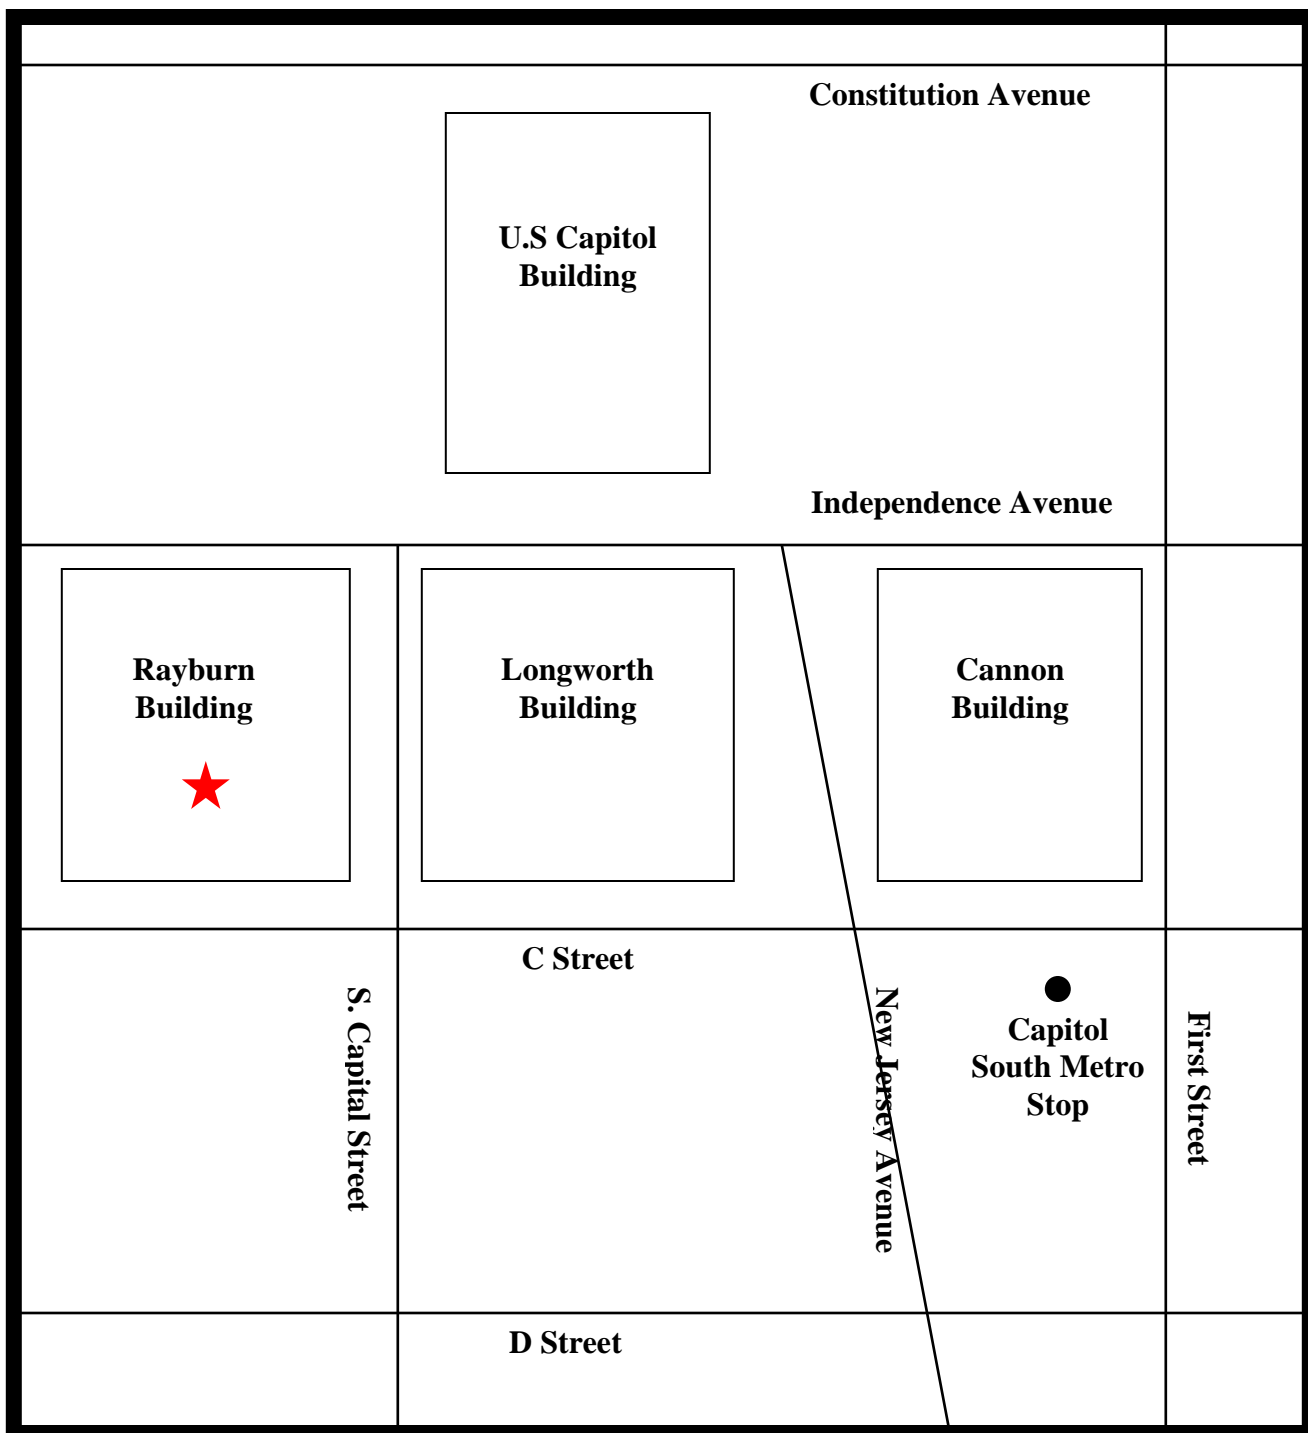 Constitution Avenue
U.S Capitol
Building
Independence Avenue
Rayburn
Building
Longworth
Building
Cannon
Building
C Street
S. Capital Street
New Jersey Avenue
Capitol
South Metro
Stop
First Street
D Street